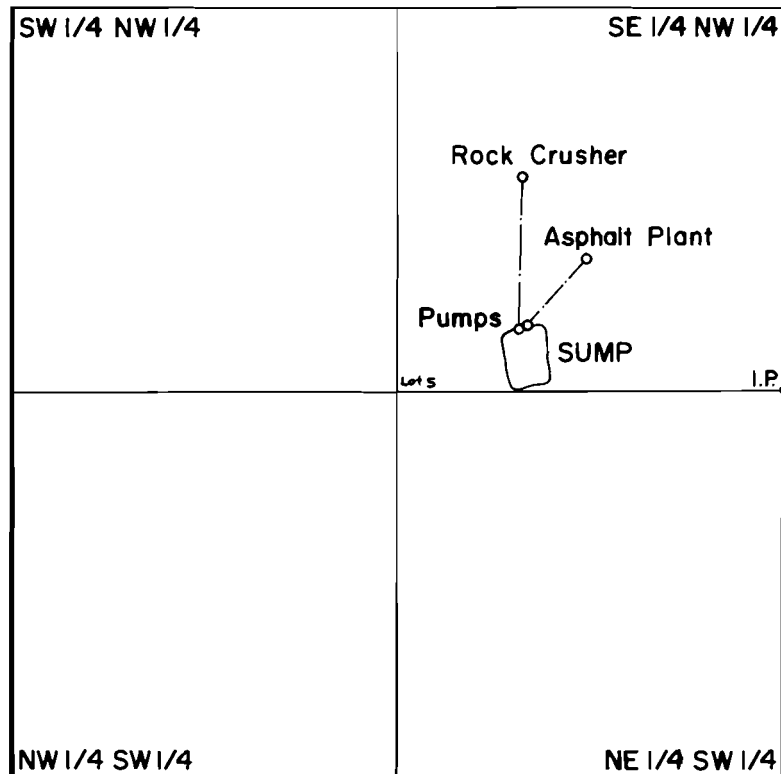 SW 1/4 NW 1/4
SE 1/4 NW 1/4
Rock Crusher
Asphalt Plant
Pumps
SUMP
Lot 5
I.P.
NW 1/4 SW 1/4
NE 1/4 SW 1/4